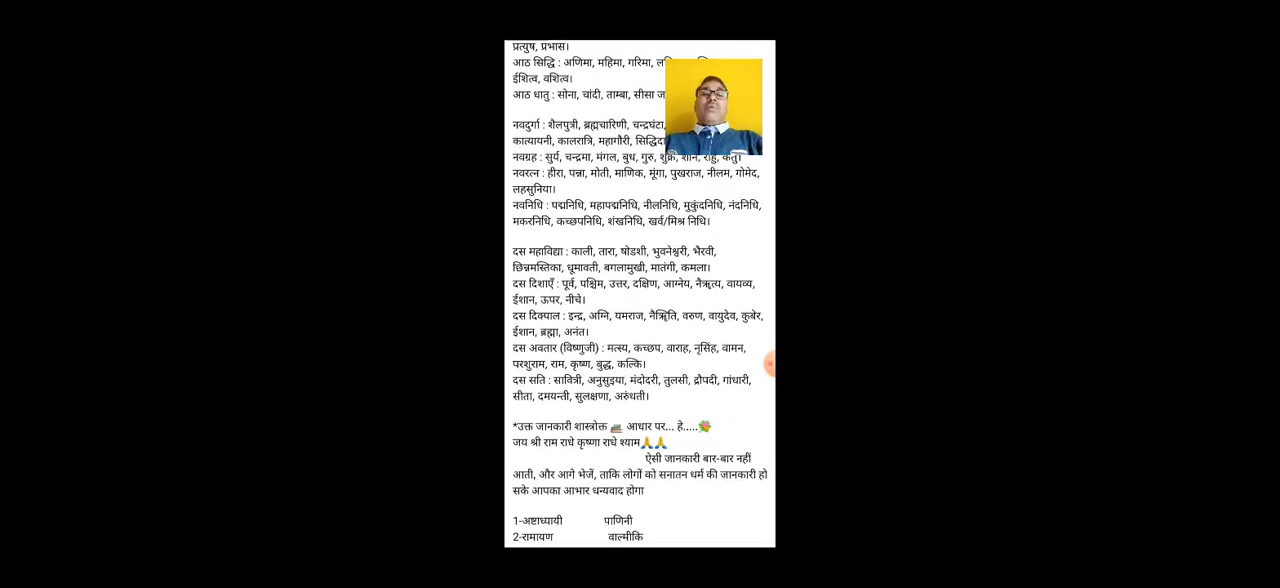 प्रत्युष, प्रभास।
आठ सिद्धि : अणिमा, महिमा, गरिमा,
ईशित्व, वशित्व।
आठ धातु : सोना, चांदी, ताम्बा, सीसा
नवदुर्गा : शैलपुत्री, ब्रह्मचारिणी, चन्द्रघंटा,
कात्यायनी, कालरात्रि, महागौरी,
नवग्रह : सुर्य, चन्द्रमा, मंगल, बुध, गुरु, शुक्र, शनि, राहु, केतु।
नवरत्न : हीरा, पन्ना, मोती, माणिक, मूंगा, पुखराज, नीलम, गोमेद,
लहसुनिया।
नवनिधि : पद्मनिधि, महापद्मनिधि, नीलनिधि, मुकुंदनिधि, नंदनिधि,
मकरनिधि, कच्छपनिधि, शंखनिधि, खर्व/मिश्र निधि।
दस महाविद्या : काली, तारा, षोडशी, भुवनेश्वरी, भैरवी,
छिन्नमस्तिका, धूमावती, बगलामुखी, मातंगी, कमला।
दस दिशाएँ : पूर्व, पश्चिम, उत्तर, दक्षिण, आग्नेय, नैॠत्य, वायव्य,
ईशान, ऊपर, नीचे।
दस दिक्पाल : इन्द्र, अग्नि, यमराज, नैॠिति, वरुण, वायुदेव, कुबेर,
ईशान, ब्रह्मा, अनंत।
दस अवतार (विष्णुजी) : मत्स्य, कच्छप, वाराह, नृसिंह, वामन,
परशुराम, राम, कृष्ण, बुद्ध, कल्कि।
दस सति : सावित्री, अनुसुइया, मंदोदरी, तुलसी, द्रौपदी, गांधारी,
सीता, दमयन्ती, सुलक्षणा, अरुंधती।
*उक्त जानकारी शास्त्रोक्त 📚 आधार पर... हे.....💐
जय श्री राम राधे कृष्णा राधे श्याम🙏🙏
ऐसी जानकारी बार-बार नहीं
आती, और आगे भेजें, ताकि लोगों को सनातन धर्म की जानकारी हो
सके आपका आभार धन्यवाद होगा
1-अष्टाध्यायी पाणिनी
2-रामायण वाल्मीकि